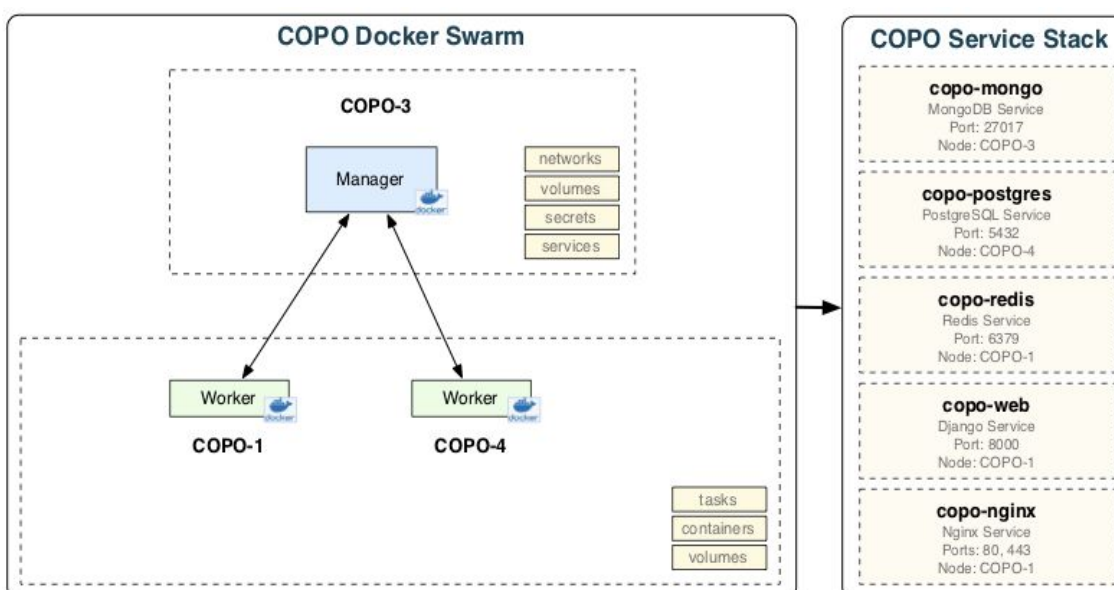 COPO Docker Swarm
COPO-3
Manager
docker
networks
volumes
secrets
services
Worker
docker
COPO-1
Worker
docker
COPO-4
tasks
containers
volumes
COPO Service Stack
copo-mongo
MongoDB Service
Port: 27017
Node: COPO-3
copo-postgres
PostgreSQL Service
Port: 5432
Node: COPO-4
copo-redis
Redis Service
Port: 6379
Node: COPO-1
copo-web
Django Service
Port: 8000
Node: COPO-1
copo-nginx
Nginx Service
Ports: 80, 443
Node: COPO-1